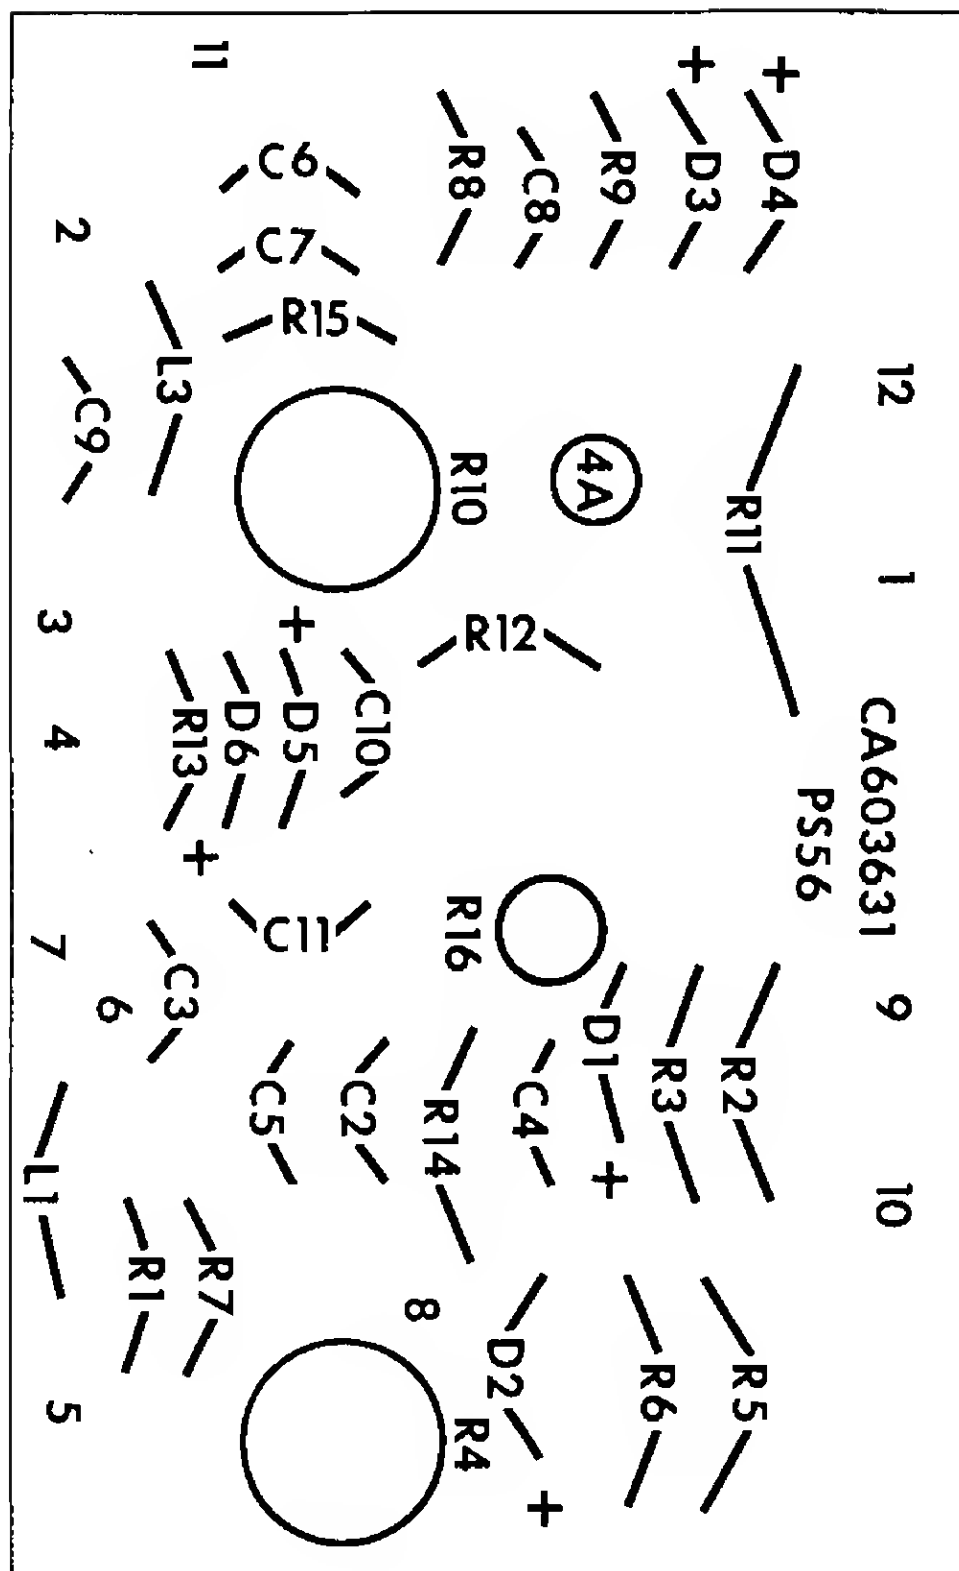 11
+
+
C6
R8
C8
R9
D3
D4
2
C7
R15
L3
C9
12
R10
4A
R11
1
3
+
R12
4
R13
D6
D5
C10
CA603631
PS56
+
C11
R16
7
6
C3
9
D1
R3
R2
C5
C2
R14
C4
+
10
L1
R1
R7
8
D2
R6
R5
5
R4
+